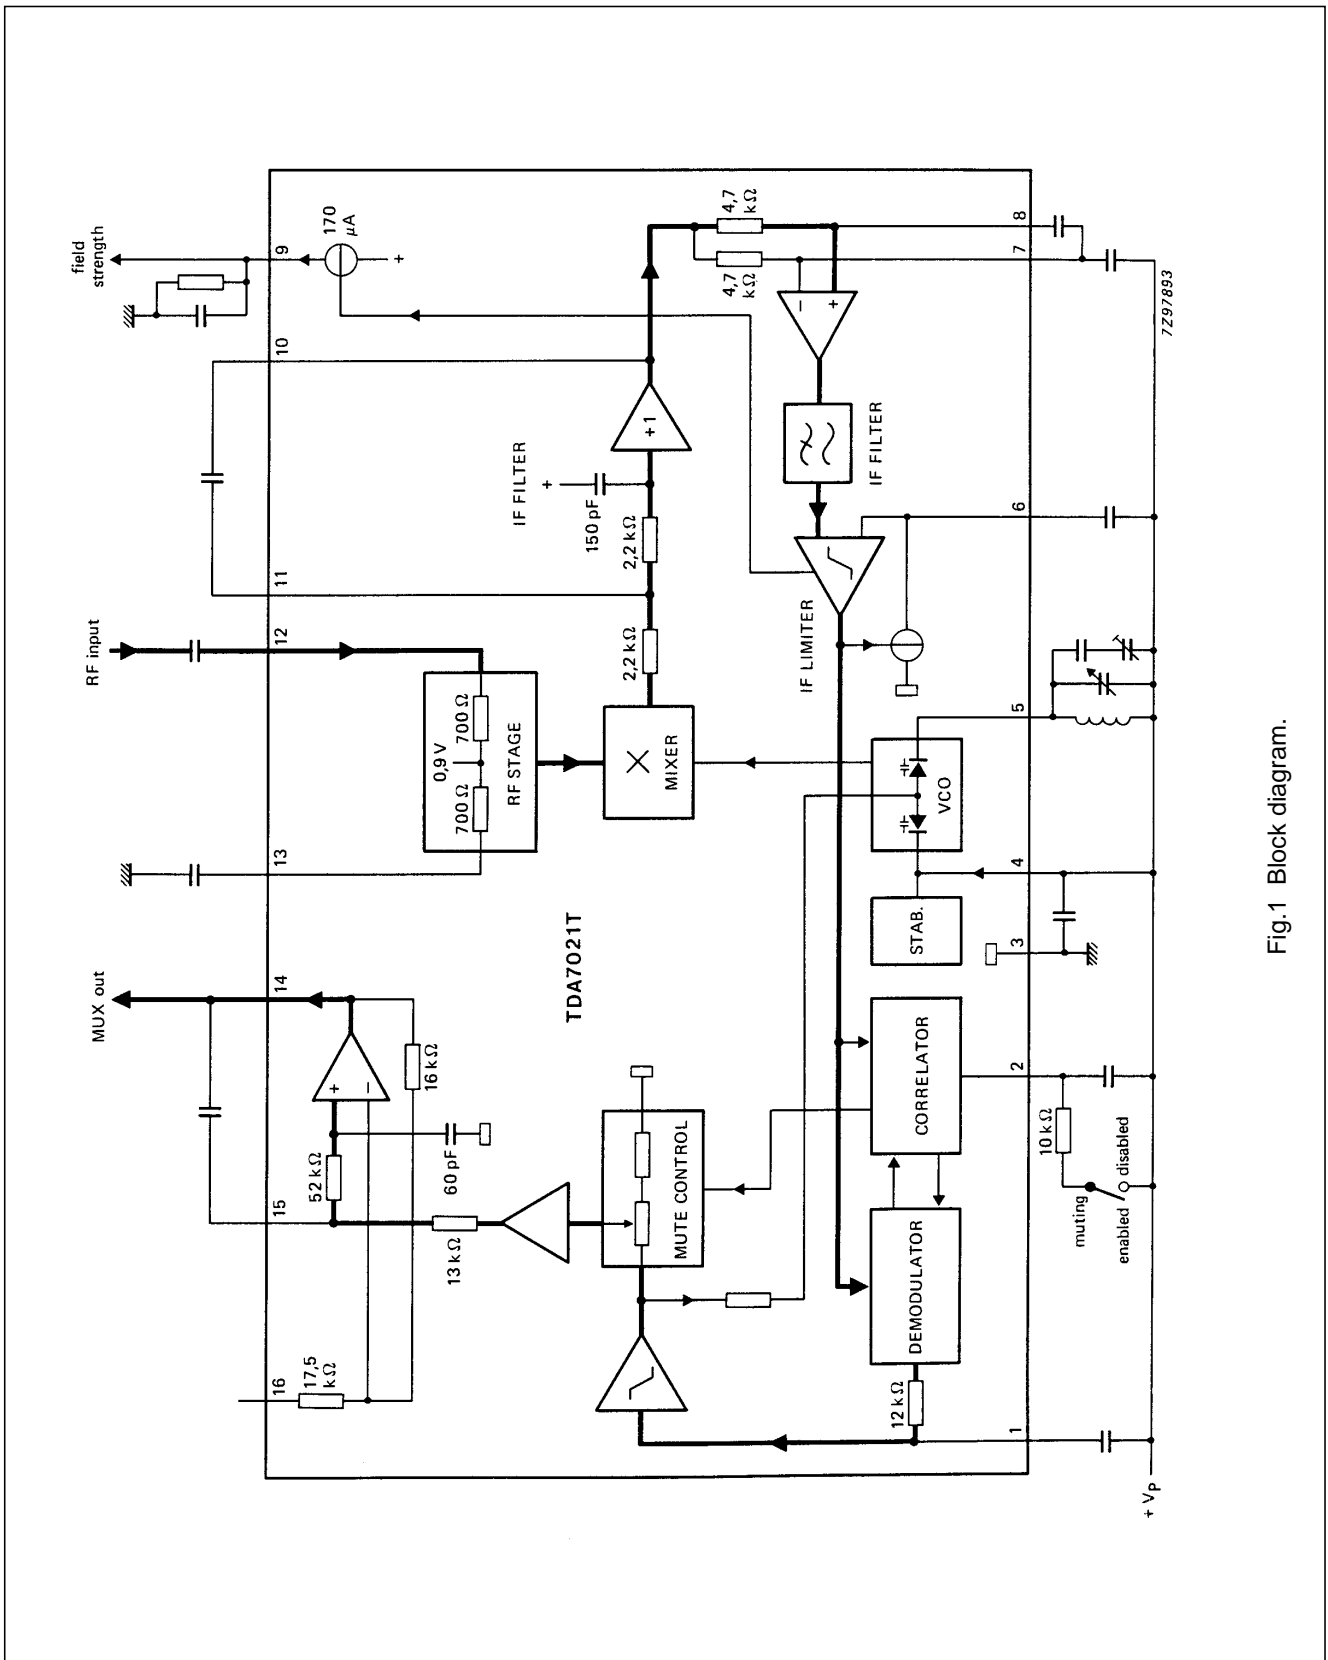 field
strength
RF input
MUX out
9
10
11
12
13
14
15
16
170
μA
4,7
kΩ
4,7
kΩ
−
+
+
+1
IF FILTER
+
150 pF
2,2 kΩ
2,2 kΩ
IF FILTER
IF LIMITER
700 Ω
0,9 V
700 Ω
RF STAGE
MIXER
VCO
STAB.
TDA7021T
+
−
16 kΩ
52 kΩ
60 pF
13 kΩ
17,5
kΩ
MUTE CONTROL
CORRELATOR
DEMODULATOR
12 kΩ
8
7
6
5
4
3
2
1
10 kΩ
muting
enabled
disabled
+ VP
7Z97893
Fig.1 Block diagram.